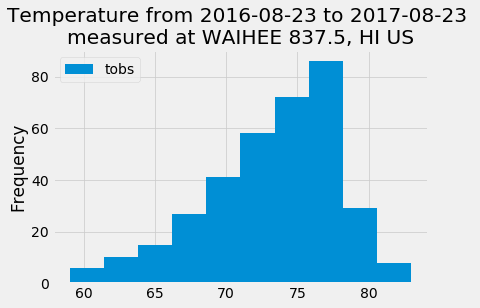 Temperature from 2016-08-23 to 2017-08-23
measured at WAIHEE 837.5, HI US
tobs
Frequency
80
60
40
20
0
60 65 70 75 80